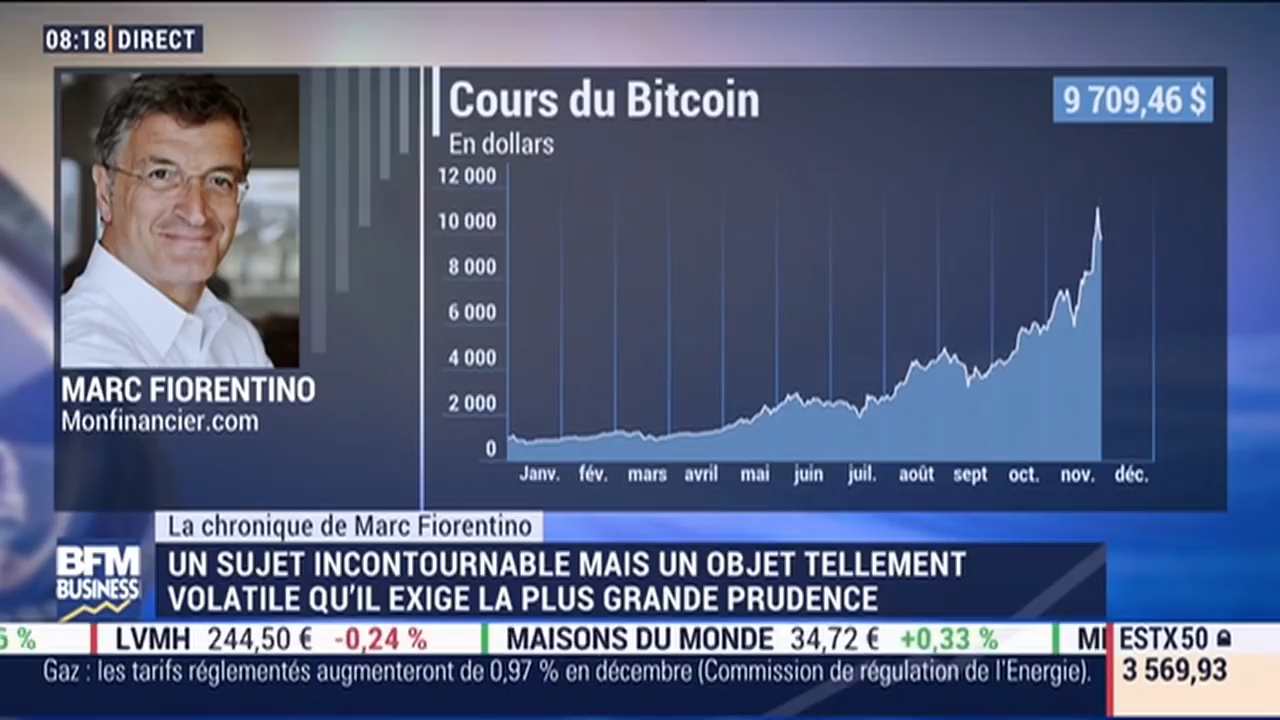 08:18 DIRECT
Cours du Bitcoin
9 709,46 $
En dollars
12 000
10 000
8 000
6 000
4 000
2 000
0
Janv. fév. mars avril mai juin juil. août sept oct. nov. déc.
MARC FIORENTINO
Monfinancier.com
La chronique de Marc Fiorentino
BFM
BUSINESS
UN SUJET INCONTOURNABLE MAIS UN OBJET TELLEMENT
VOLATILE QU'IL EXIGE LA PLUS GRANDE PRUDENCE
% LVMH 244,50 € -0,24 % MAISONS DU MONDE 34,72 € +0,33 %
ESTX50
3 569,93
Gaz : les tarifs réglementés augmenteront de 0,97 % en décembre (Commission de régulation de l'Energie).